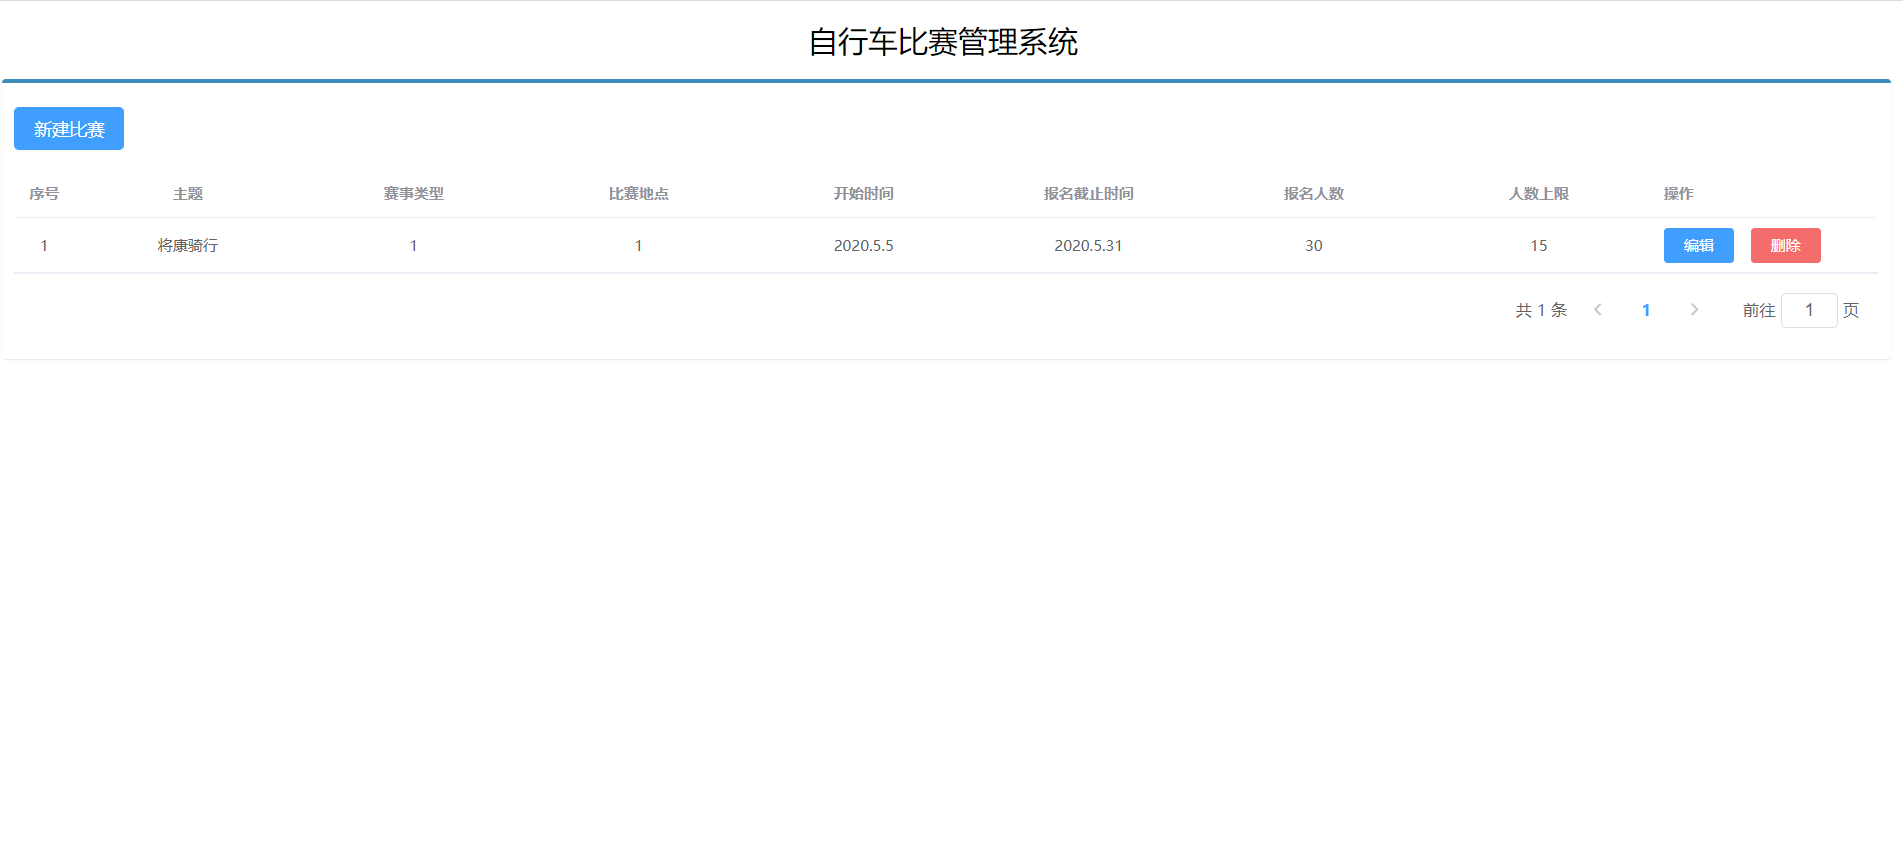 自行车比赛管理系统
新建比赛
序号 主题 赛事类型 比赛地点 开始时间 报名截止时间 报名人数 人数上限 操作
1 将康骑行 1 1 2020.5.5 2020.5.31 30 15 编辑 删除
共 1 条 1 前往 1 页